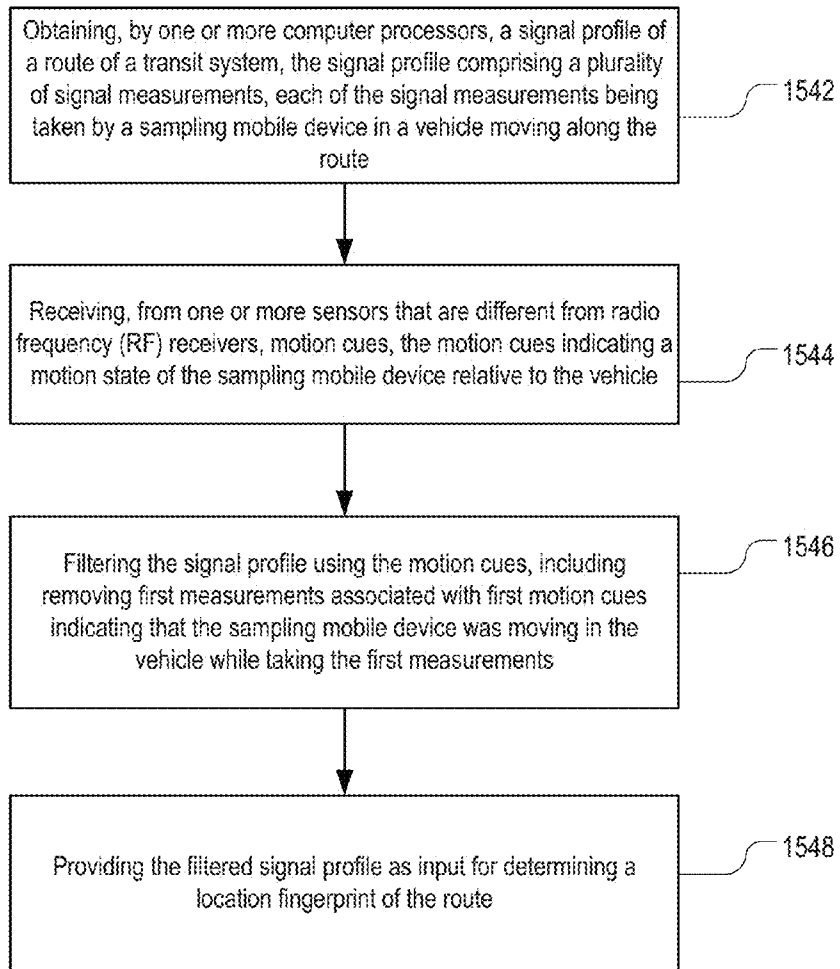 Obtaining, by one or more computer processors, a signal profile of
a route of a transit system, the signal profile comprising a plurality
of signal measurements, each of the signal measurements being
taken by a sampling mobile device in a vehicle moving along the
route
1542
Receiving, from one or more sensors that are different from radio
frequency (RF) receivers, motion cues, the motion cues indicating a
motion state of the sampling mobile device relative to the vehicle
1544
Filtering the signal profile using the motion cues, including
removing first measurements associated with first motion cues
indicating that the sampling mobile device was moving in the
vehicle while taking the first measurements
1546
Providing the filtered signal profile as input for determining a
location fingerprint of the route
1548